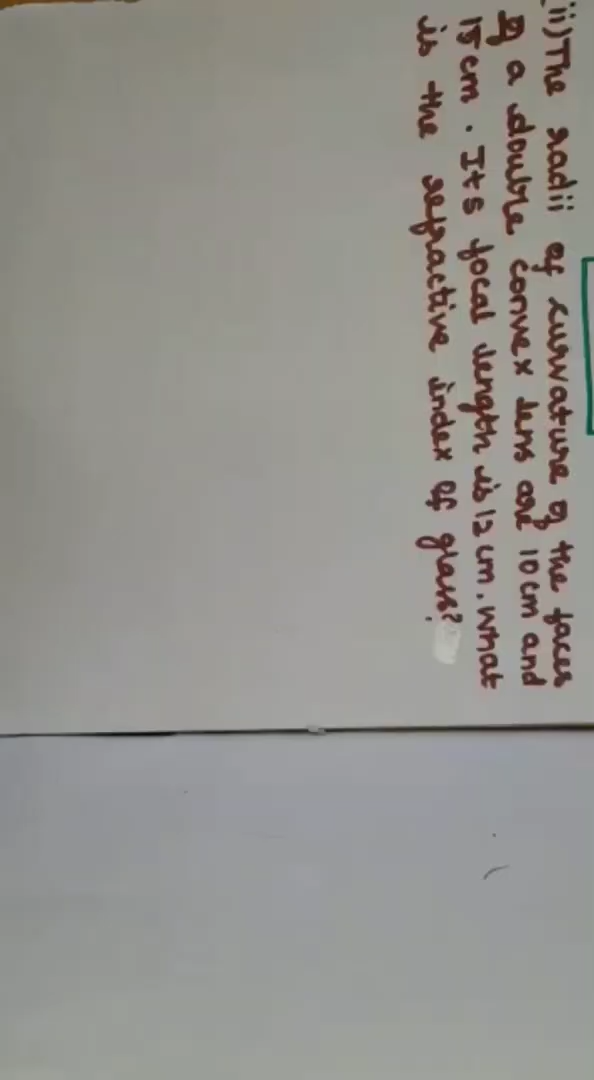 ii) The radii of curvature of the faces
of a double convex lens are 10 cm and
15 cm. Its focal length is 12 cm. What
is the refractive index of glass?